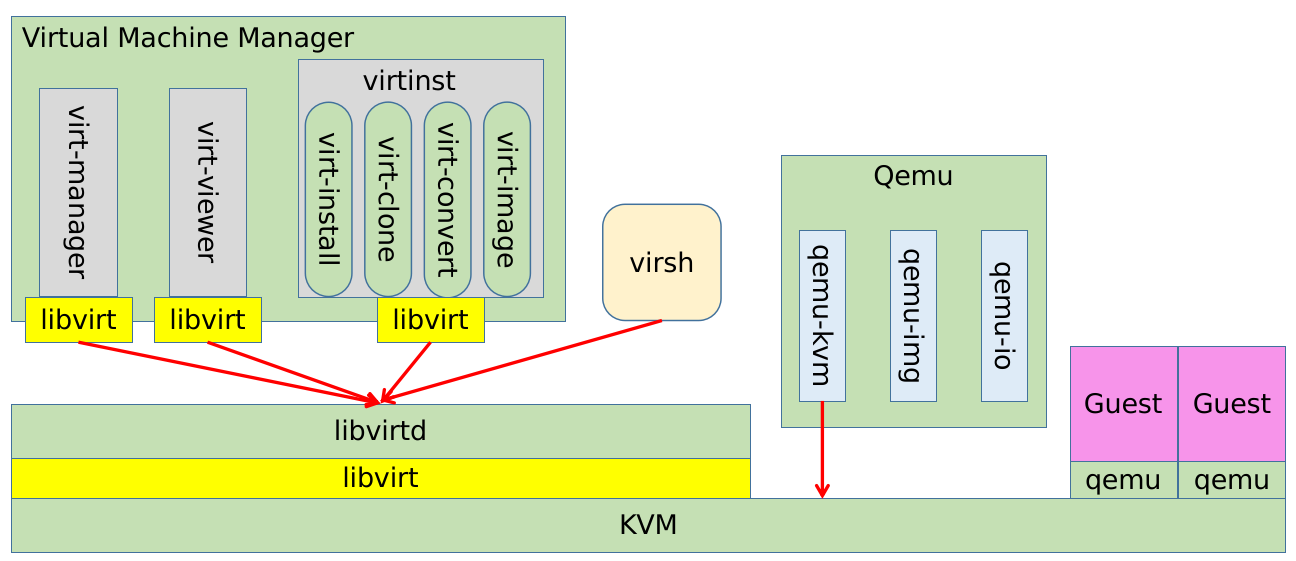 Virtual Machine Manager
virt-manager
virt-viewer
virtinst
virt-install
virt-clone
virt-convert
virt-image
libvirt
libvirt
libvirt
virsh
Qemu
qemu-kvm
qemu-img
qemu-io
Guest
Guest
qemu
qemu
libvirtd
libvirt
KVM